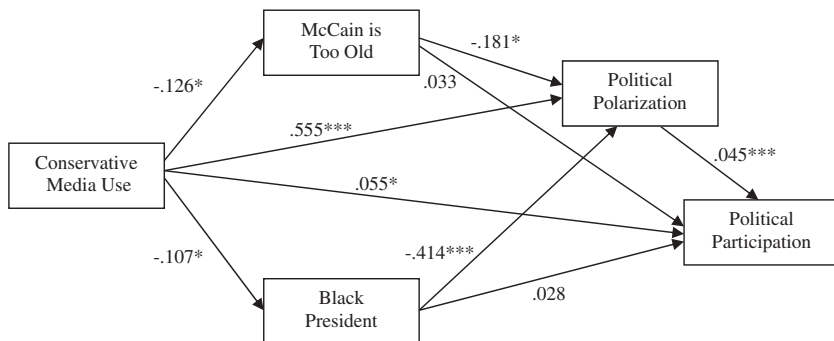 McCain is
Too Old
-.181*
.033
Political
Polarization
-.126*
.555***
Conservative
Media Use
.045***
.055*
Political
Participation
-.107*
-.414***
Black
President
.028